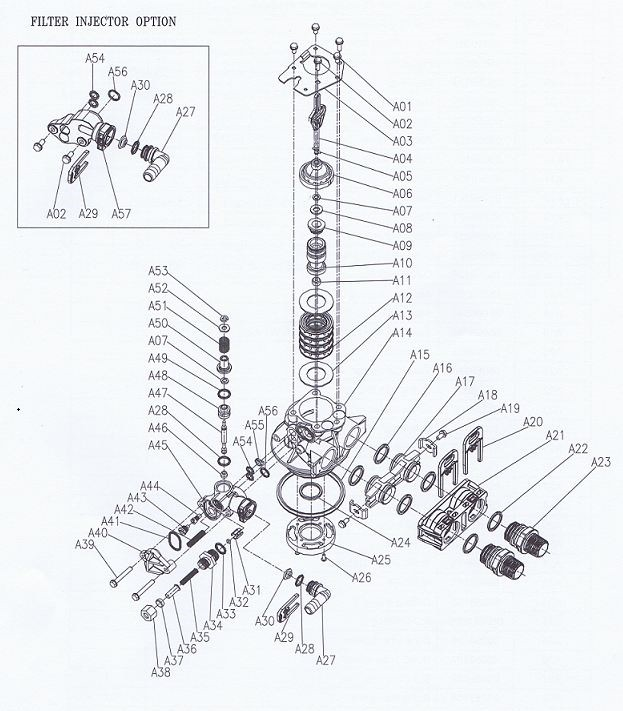 FILTER INJECTOR OPTION
A54
A56
A30
A28
A27
A02
A29
A57
A01
A02
A03
A04
A05
A06
A07
A08
A09
A10
A11
A12
A13
A14
A15
A16
A17
A18
A19
A20
A21
A22
A23
A53
A52
A51
A50
A07
A49
A48
A47
A28
A46
A45
A56
A55
A54
A44
A43
A42
A41
A40
A39
A24
A25
A26
A31
A32
A33
A34
A35
A36
A37
A38
A30
A29
A28
A27